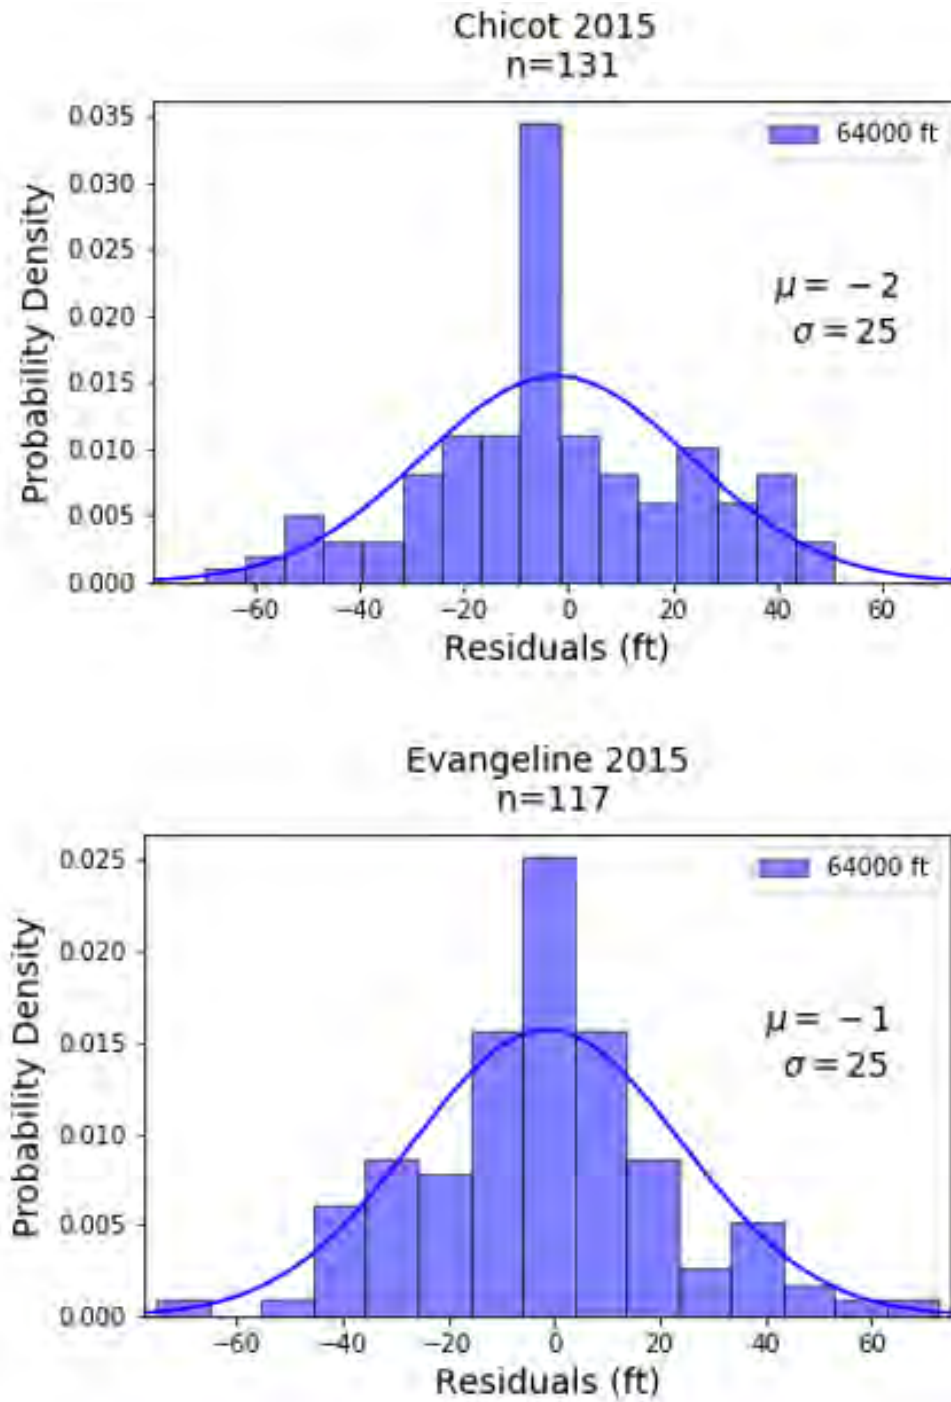 Chicot 2015
n=131
0.035
0.030
0.025
0.020
0.015
0.010
0.005
0.000
Probability Density
64000 ft
μ = −2
σ = 25
−60 −40 −20 0 20 40 60
Residuals (ft)
Evangeline 2015
n=117
0.025
0.020
0.015
0.010
0.005
0.000
Probability Density
64000 ft
μ = −1
σ = 25
−60 −40 −20 0 20 40 60
Residuals (ft)